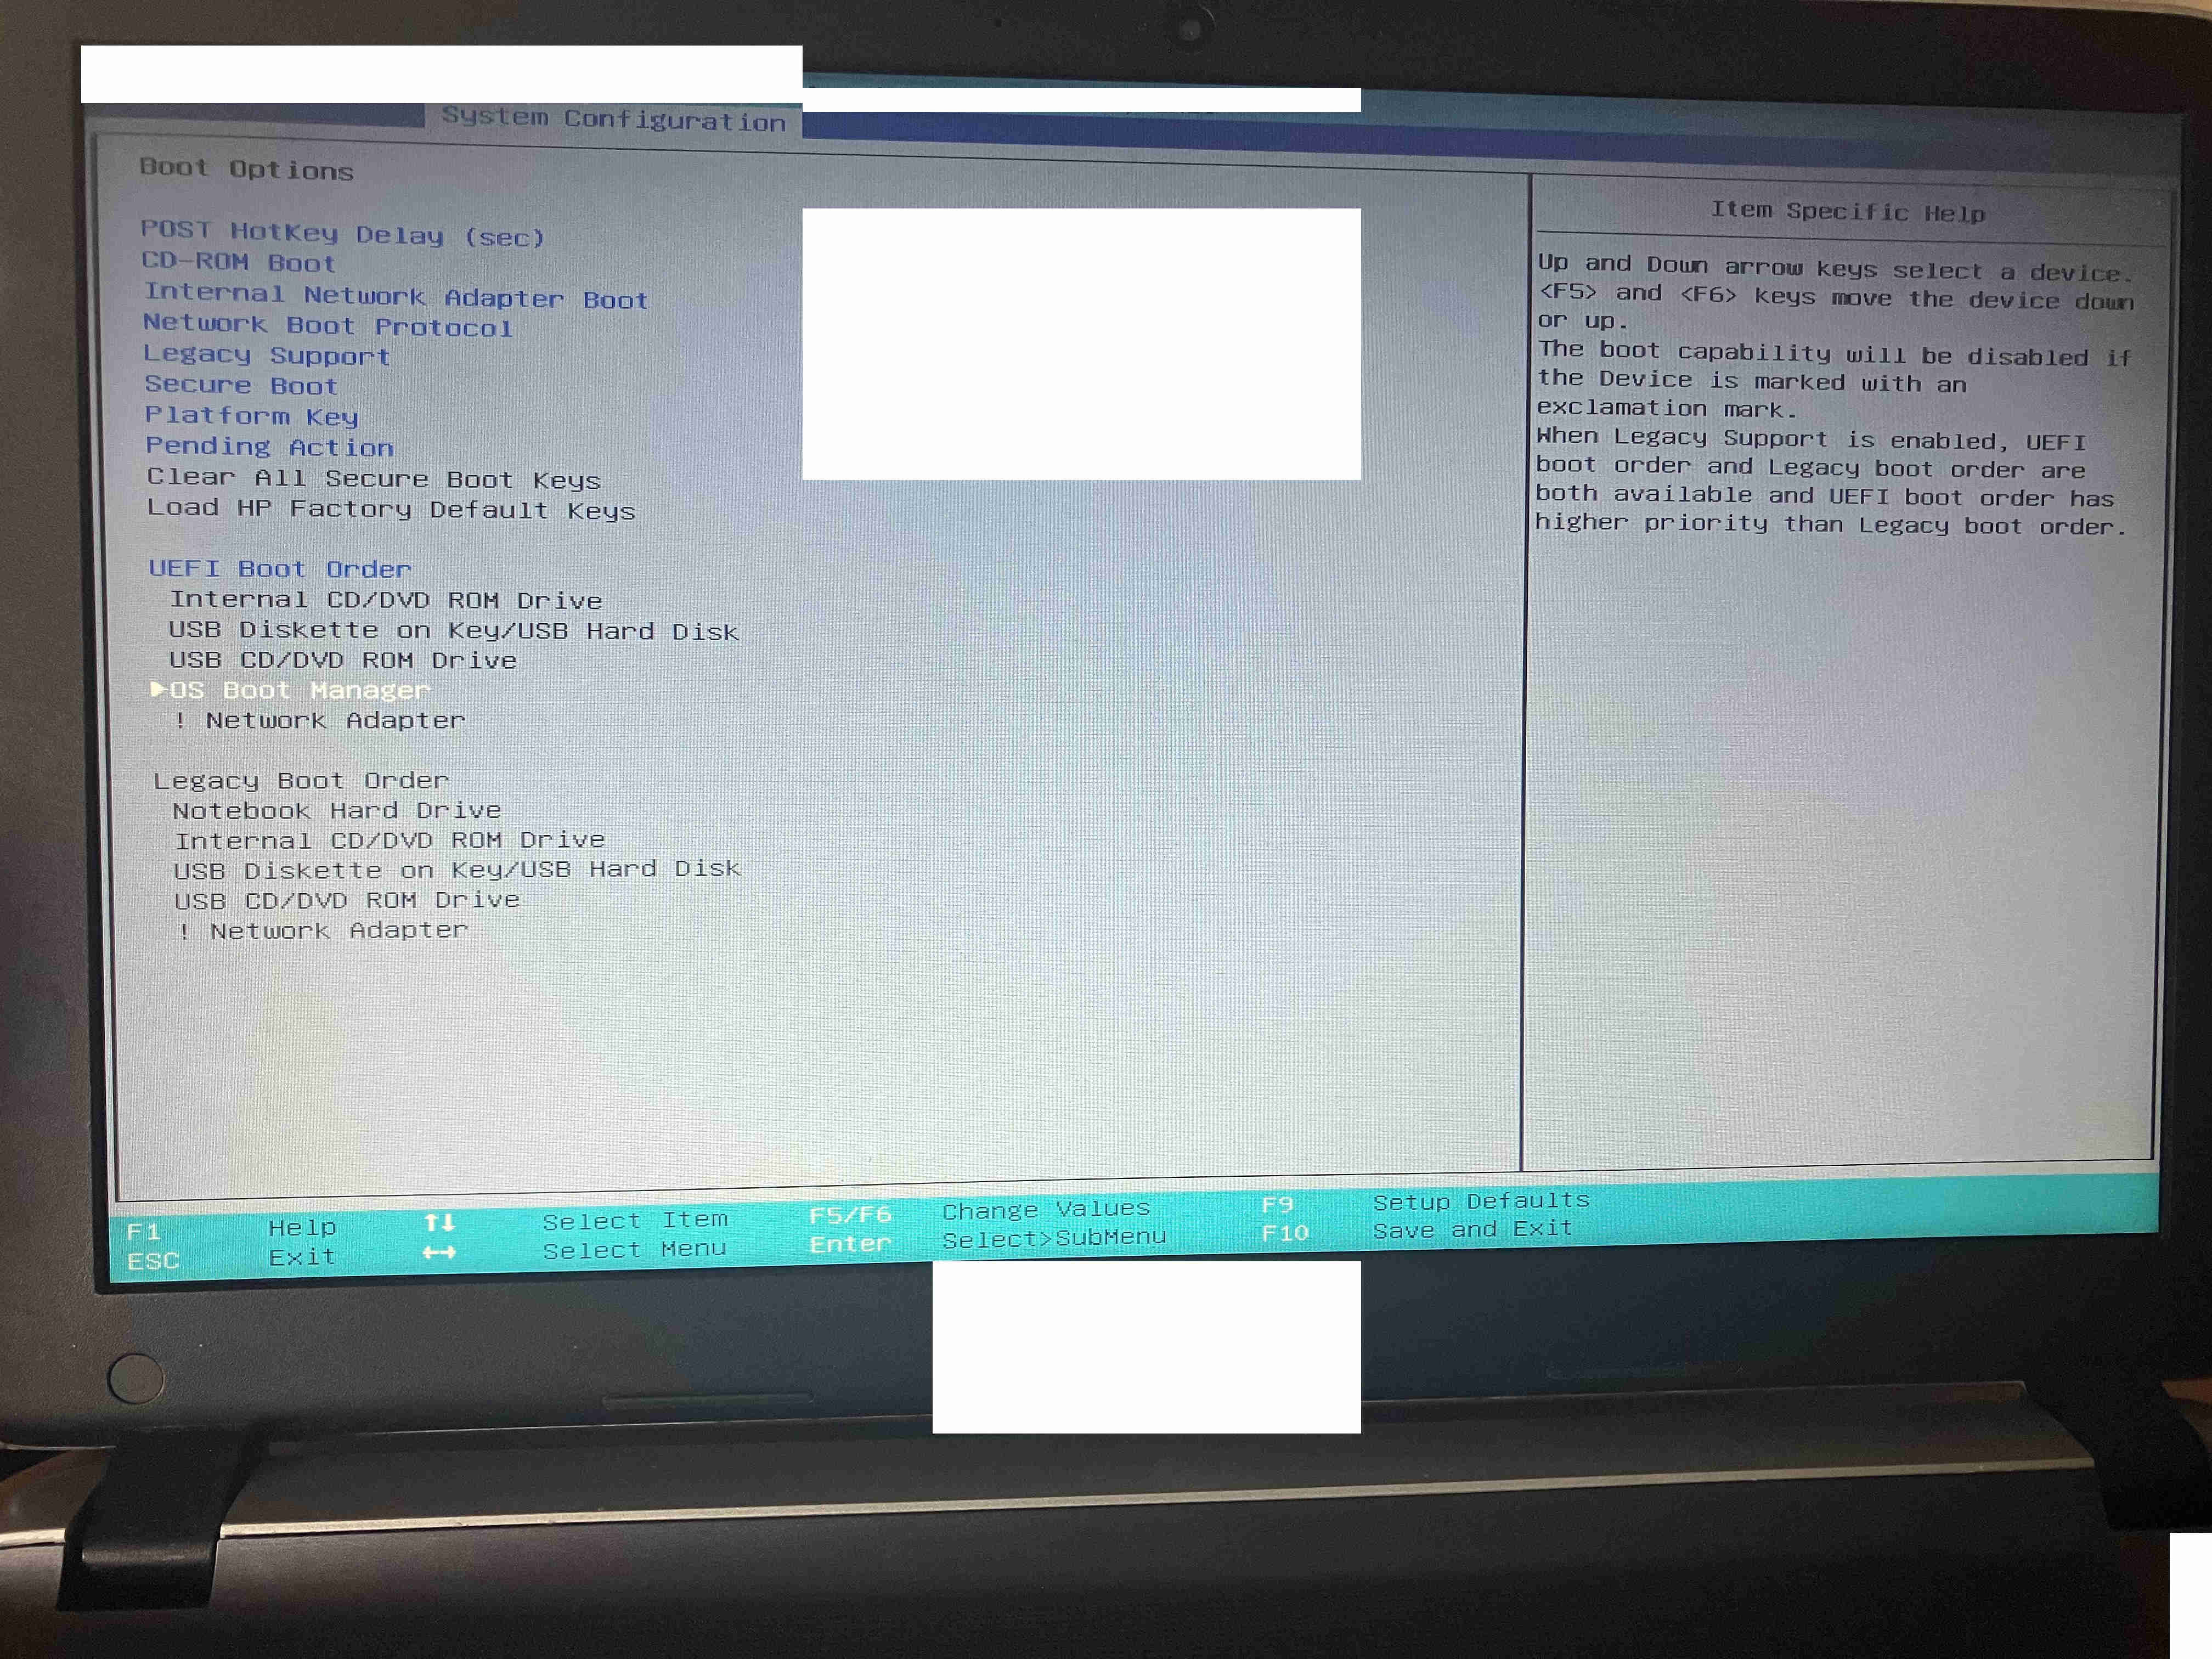 System Configuration
Boot Options
POST HotKey Delay (sec)
CD-ROM Boot
Internal Network Adapter Boot
Network Boot Protocol
Legacy Support
Secure Boot
Platform Key
Pending Action
Clear All Secure Boot Keys
Load HP Factory Default Keys
UEFI Boot Order
Internal CD/DVD ROM Drive
USB Diskette on Key/USB Hard Disk
USB CD/DVD ROM Drive
▶OS Boot Manager
! Network Adapter
Legacy Boot Order
Notebook Hard Drive
Internal CD/DVD ROM Drive
USB Diskette on Key/USB Hard Disk
USB CD/DVD ROM Drive
! Network Adapter
Item Specific Help
Up and Down arrow keys select a device.
<F5> and <F6> keys move the device down
or up.
The boot capability will be disabled if
the Device is marked with an
exclamation mark.
When Legacy Support is enabled, UEFI
boot order and Legacy boot order are
both available and UEFI boot order has
higher priority than Legacy boot order.
F1 Help ↑↓ Select Item F5/F6 Change Values F9 Setup Defaults
ESC Exit ↔ Select Menu Enter Select>SubMenu F10 Save and Exit